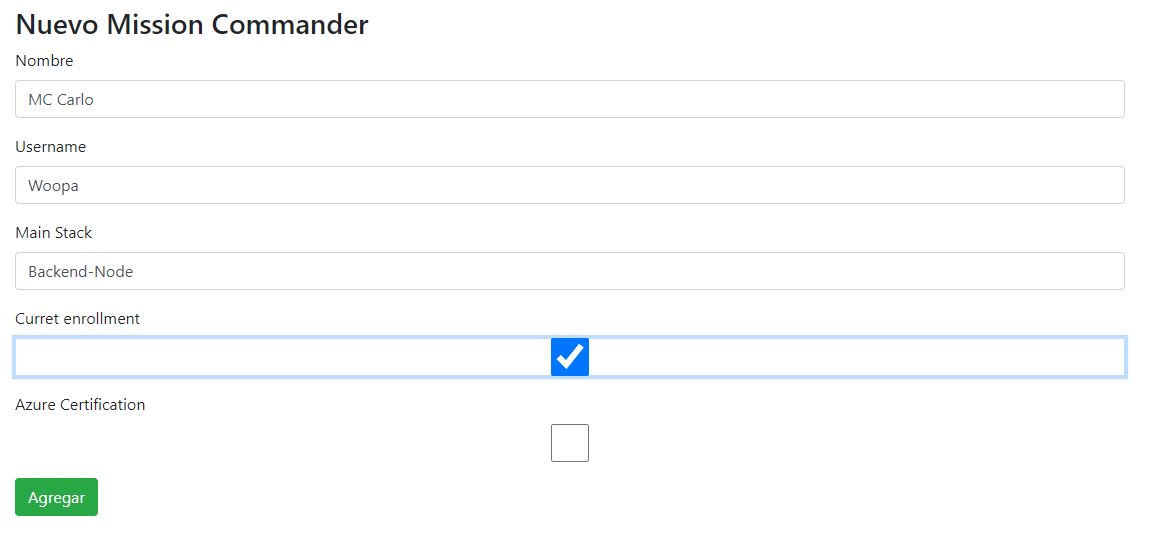 Nuevo Mission Commander
Nombre
MC Carlo
Username
Woopa
Main Stack
Backend-Node
Curret enrollment
Azure Certification
Agregar